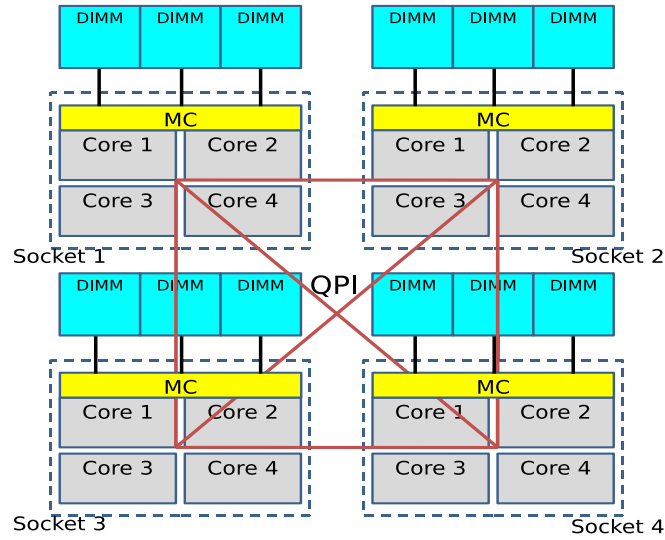 DIMM DIMM DIMM
DIMM DIMM DIMM
MC
MC
Core 1 Core 2
Core 1 Core 2
Core 3 Core 4
Core 3 Core 4
Socket 1
Socket 2
QPI
DIMM DIMM DIMM
DIMM DIMM DIMM
MC
MC
Core 1 Core 2
Core 1 Core 2
Core 3 Core 4
Core 3 Core 4
Socket 3
Socket 4